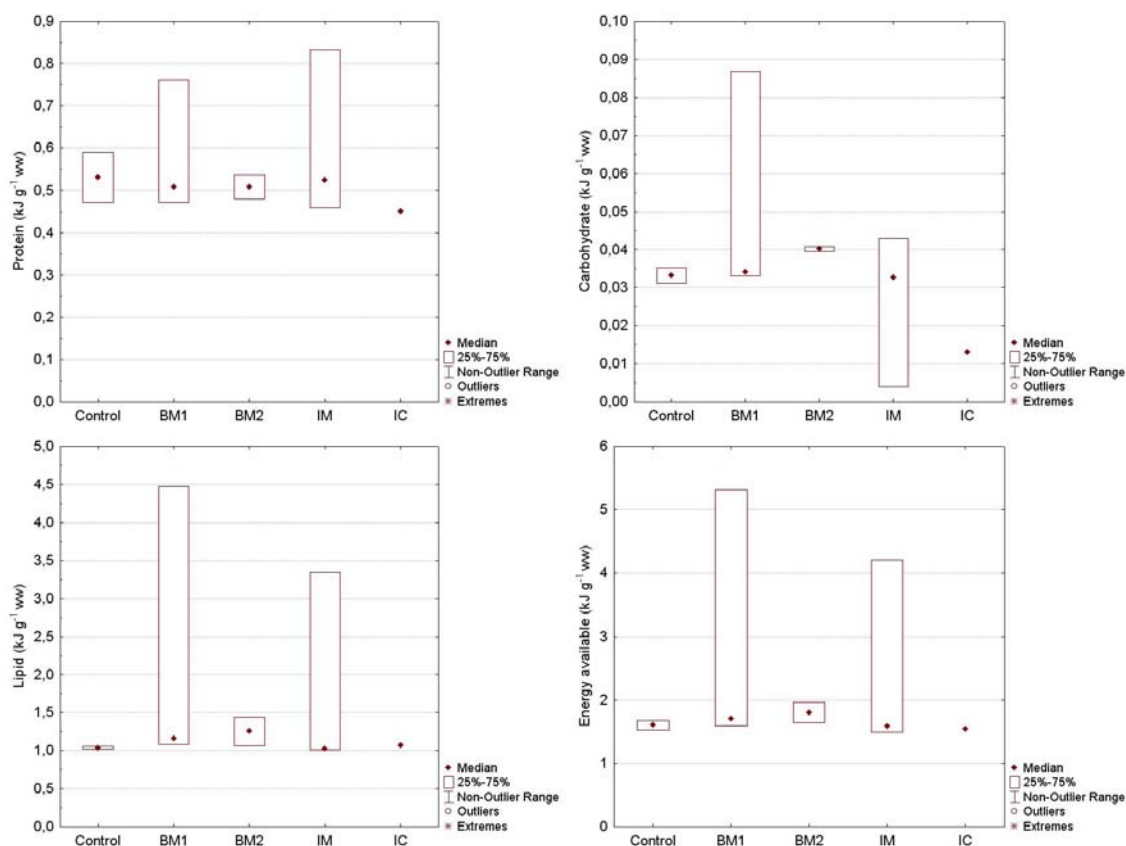 0,9
0,8
0,7
0,6
0,5
0,4
0,3
0,2
0,1
0,0
Protein (kJ g⁻¹ ww)
Control BM1 BM2 IM IC
Median
25%-75%
Non-Outlier Range
Outliers
Extremes
0,10
0,09
0,08
0,07
0,06
0,05
0,04
0,03
0,02
0,01
0,00
Carbohydrate (kJ g⁻¹ ww)
Control BM1 BM2 IM IC
Median
25%-75%
Non-Outlier Range
Outliers
Extremes
5,0
4,5
4,0
3,5
3,0
2,5
2,0
1,5
1,0
0,5
0,0
Lipid (kJ g⁻¹ ww)
Control BM1 BM2 IM IC
Median
25%-75%
Non-Outlier Range
Outliers
Extremes
6
5
4
3
2
1
0
Energy available (kJ g⁻¹ ww)
Control BM1 BM2 IM IC
Median
25%-75%
Non-Outlier Range
Outliers
Extremes